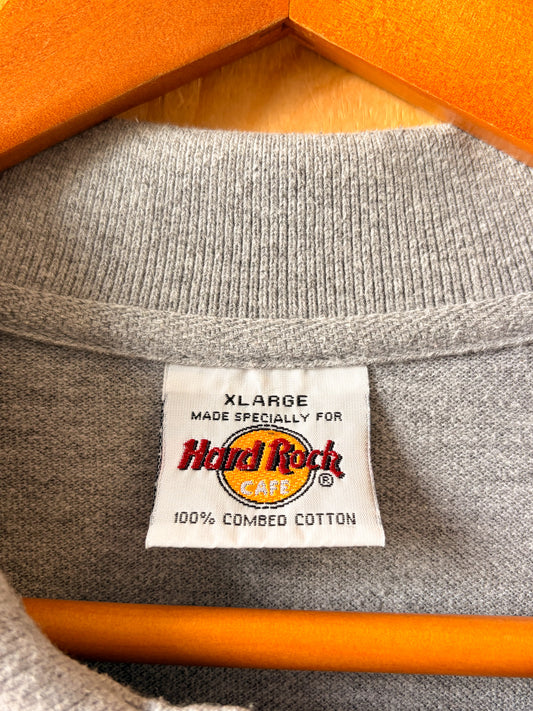 XLARGE
MADE SPECIALLY FOR
Hard Rock
CAFE ®
100% COMBED COTTON